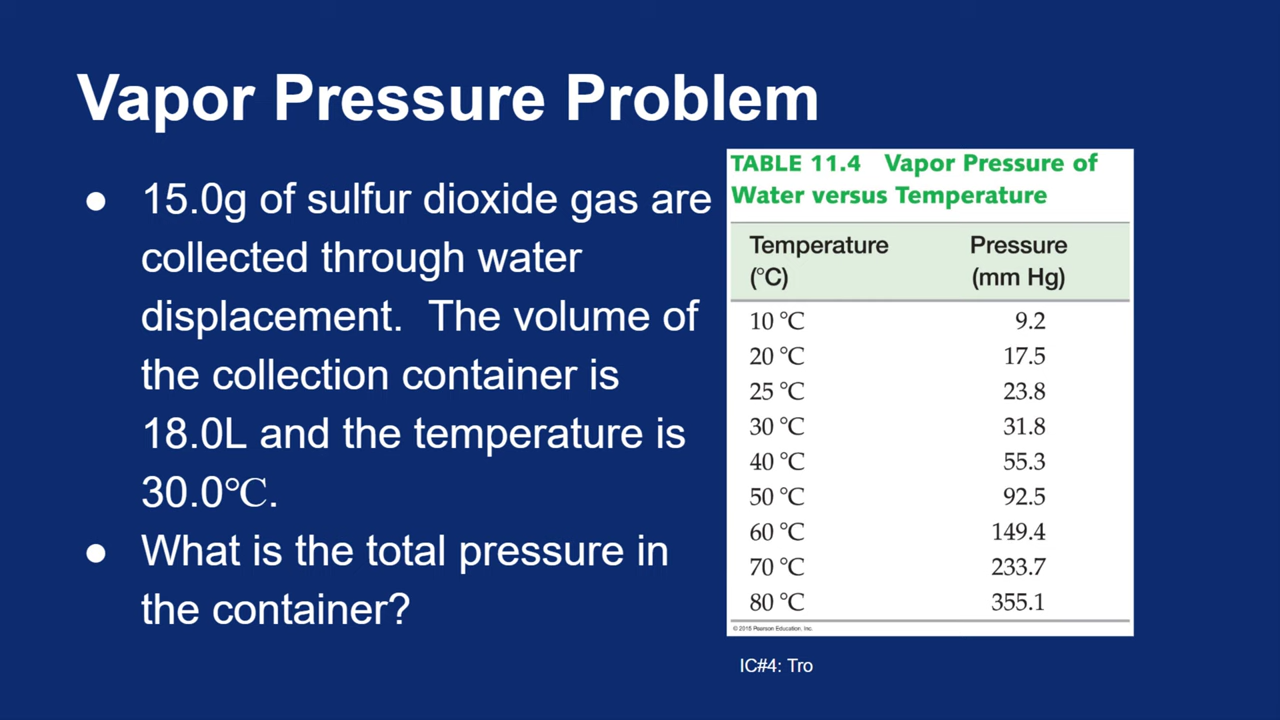 Vapor Pressure Problem
● 15.0g of sulfur dioxide gas are
collected through water
displacement.  The volume of
the collection container is
18.0L and the temperature is
30.0℃.
● What is the total pressure in
the container?
TABLE 11.4 Vapor Pressure of
Water versus Temperature
Temperature Pressure
(°C) (mm Hg)
10 °C 9.2
20 °C 17.5
25 °C 23.8
30 °C 31.8
40 °C 55.3
50 °C 92.5
60 °C 149.4
70 °C 233.7
80 °C 355.1
© 2015 Pearson Education, Inc.
IC#4: Tro